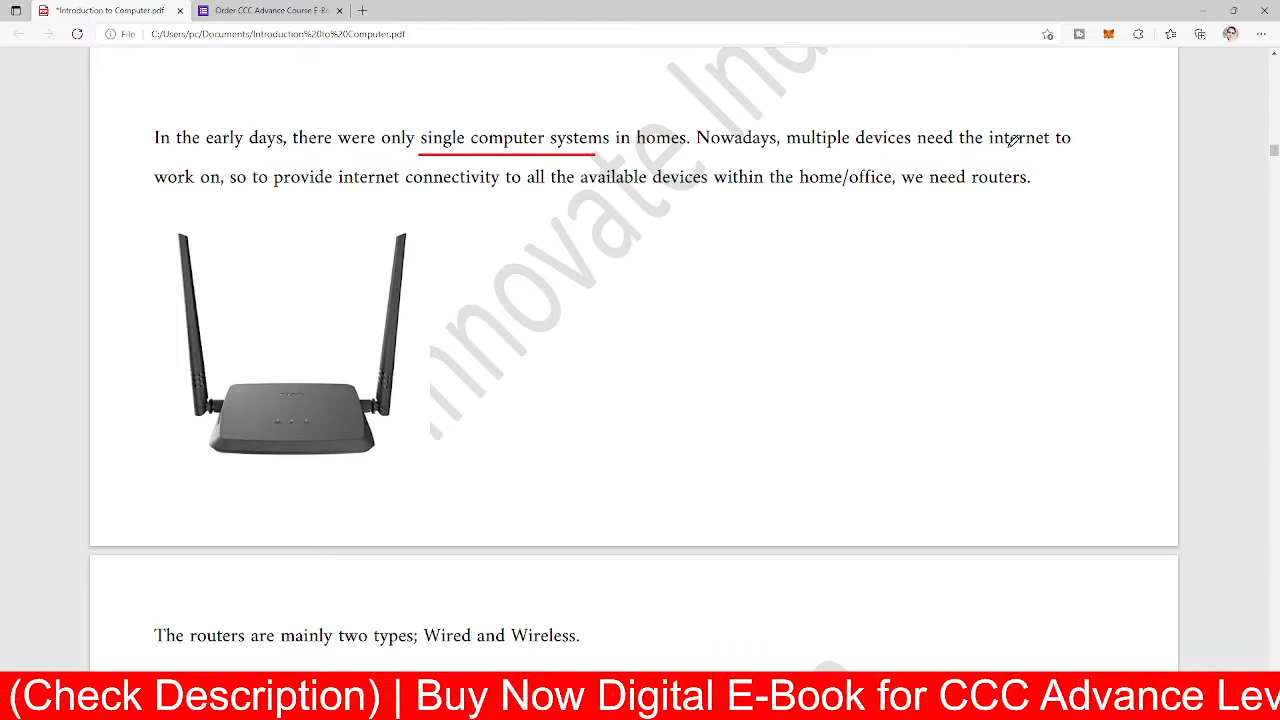 *Introduction to Computer.pdf
Order CCC Advance Course E-Bo
File
C:/Users/pc/Documents/Introduction%20to%20Computer.pdf
In the early days, there were only single computer systems in homes. Nowadays, multiple devices need the internet to
work on, so to provide internet connectivity to all the available devices within the home/office, we need routers.
Innovate Ind
The routers are mainly two types; Wired and Wireless.
(Check Description) | Buy Now Digital E-Book for CCC Advance Lev